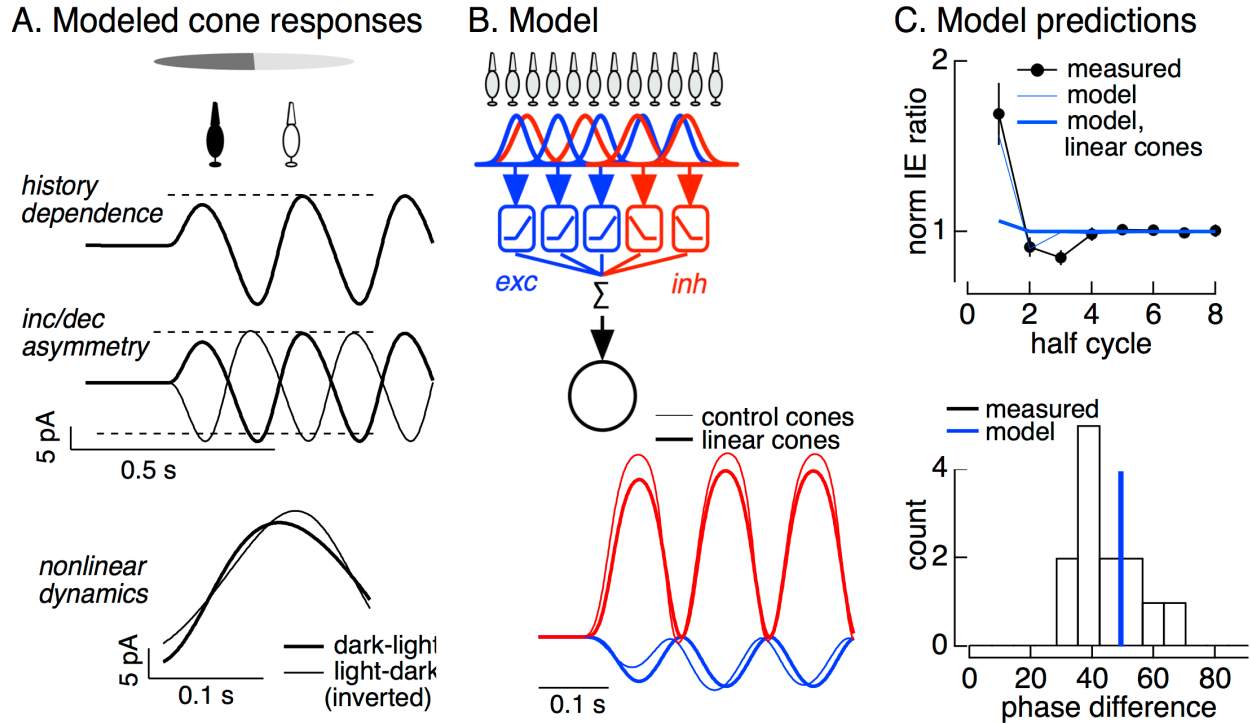 A. Modeled cone responses
history
dependence
inc/dec
asymmetry
5 pA
0.5 s
nonlinear
dynamics
5 pA
0.1 s
dark-light
light-dark
(inverted)
B. Model
exc
inh
Σ
control cones
linear cones
0.1 s
C. Model predictions
measured
model
model,
linear cones
norm IE ratio
2
1
0 2 4 6 8
half cycle
measured
model
count
4
2
0
0 20 40 60 80
phase difference